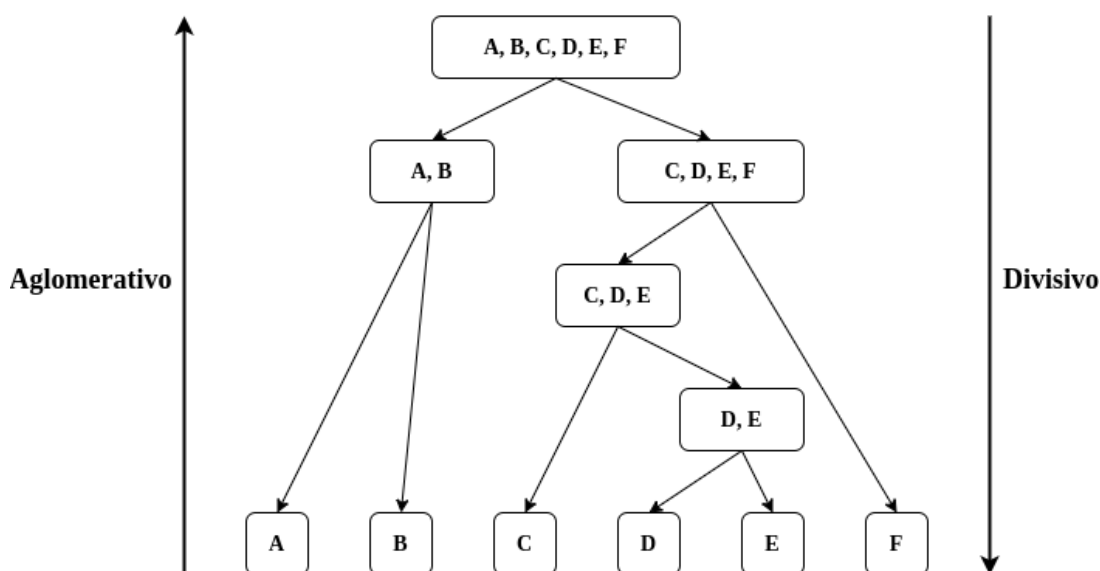 A, B, C, D, E, F
A, B
C, D, E, F
Aglomerativo
C, D, E
Divisivo
D, E
A
B
C
D
E
F